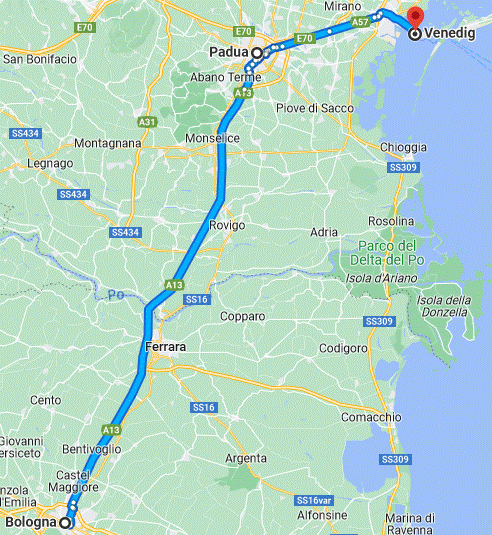 Mirano
E70
A57
Venedig
Padua
E70
San Bonifacio
Abano Terme
A13
Piove di Sacco
A31
SS434
Montagnana
Monselice
Chioggia
Legnago
SS309
SS434
Rovigo
Rosolina
SS434
Adria
Parco del
Delta del Po
Isola d'Ariano
A13
Po
SS16
Isola della
Donzella
Copparo
SS309
Ferrara
Codigoro
Cento
SS16
Comacchio
A13
Giovanni
ersiceto
Bentivoglio
Argenta
SS309
Castel
Maggiore
nzola
d'Emilia
SS16var
Alfonsine
Bologna
Marina di
Ravenna